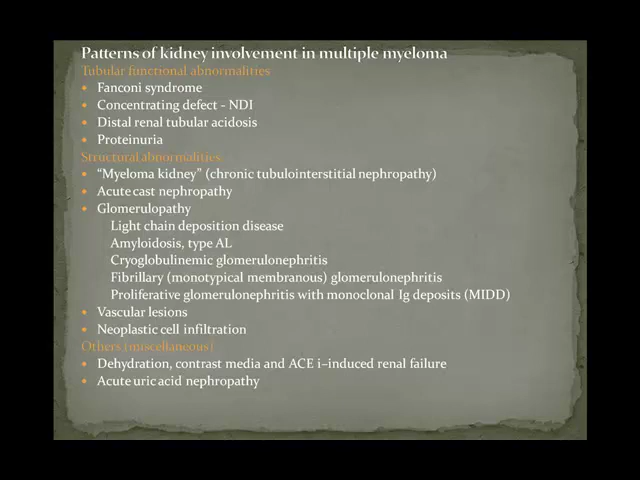 Patterns of kidney involvement in multiple myeloma
Tubular functional abnormalities
• Fanconi syndrome
• Concentrating defect - NDI
• Distal renal tubular acidosis
• Proteinuria
Structural abnormalities
• “Myeloma kidney” (chronic tubulointerstitial nephropathy)
• Acute cast nephropathy
• Glomerulopathy
Light chain deposition disease
Amyloidosis, type AL
Cryoglobulinemic glomerulonephritis
Fibrillary (monotypical membranous) glomerulonephritis
Proliferative glomerulonephritis with monoclonal Ig deposits (MIDD)
• Vascular lesions
• Neoplastic cell infiltration
Others (miscellaneous)
• Dehydration, contrast media and ACE i–induced renal failure
• Acute uric acid nephropathy